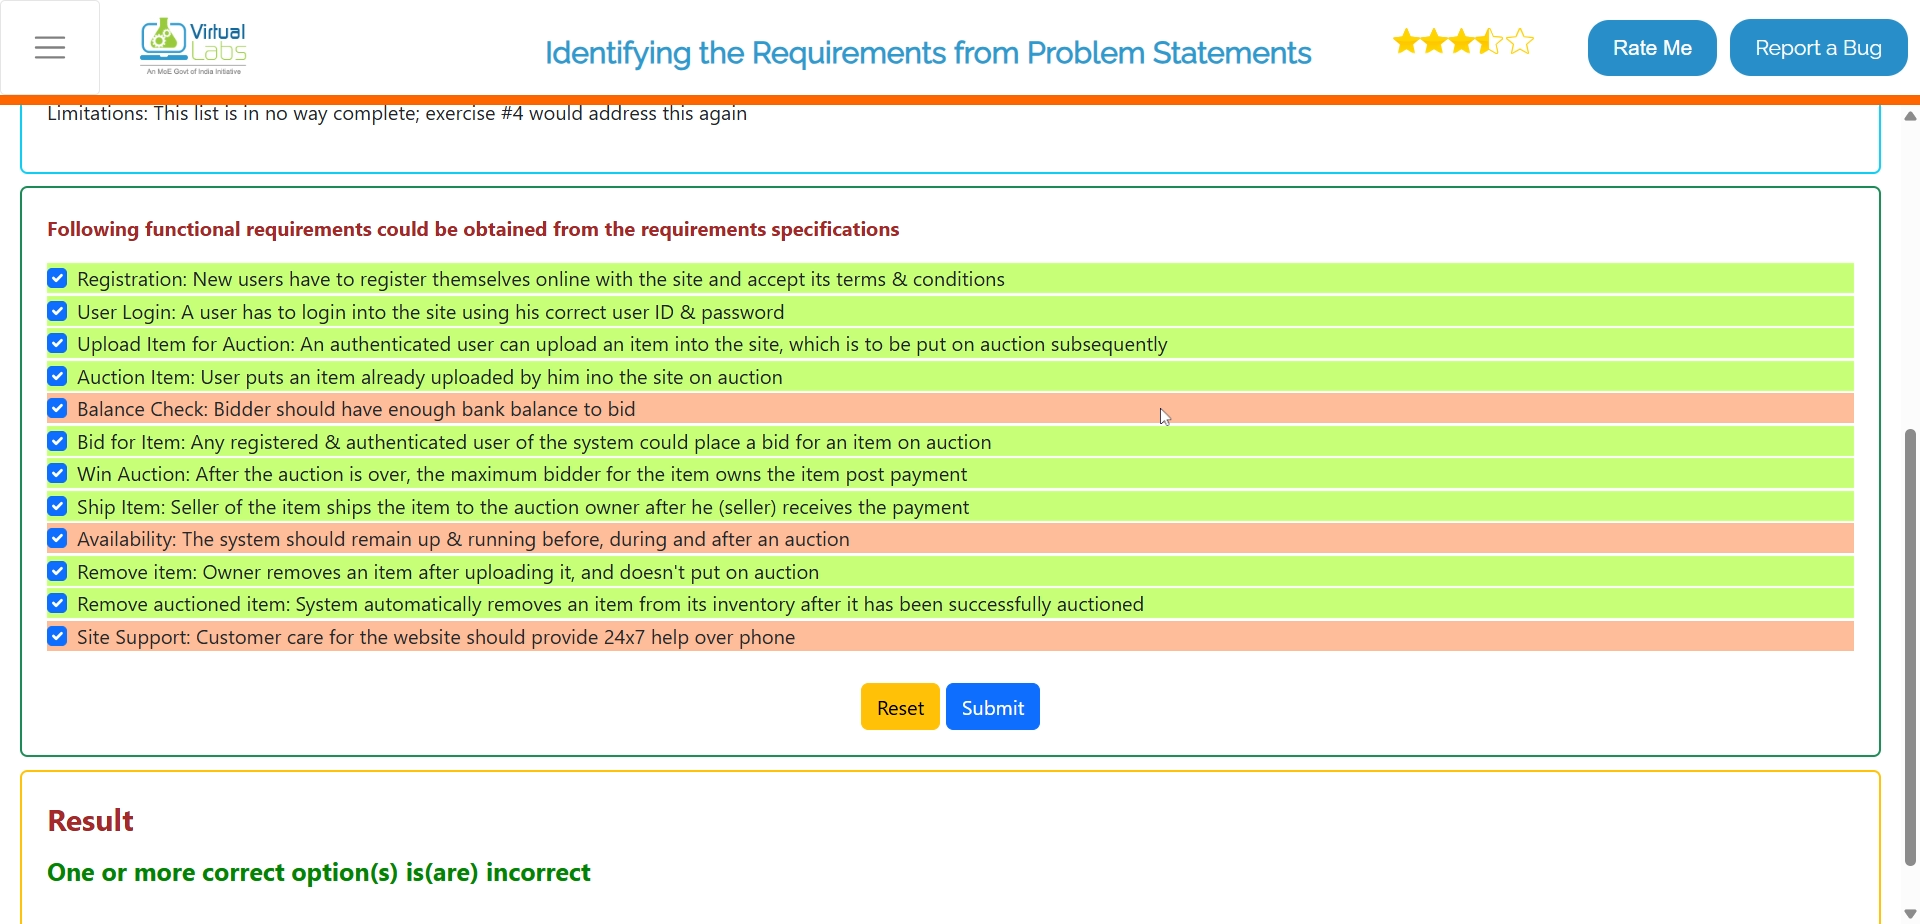 Virtual
Labs
An MoE Govt of India Initiative
Identifying the Requirements from Problem Statements
Rate Me
Report a Bug
Limitations: This list is in no way complete; exercise #4 would address this again
Following functional requirements could be obtained from the requirements specifications
Registration: New users have to register themselves online with the site and accept its terms & conditions
User Login: A user has to login into the site using his correct user ID & password
Upload Item for Auction: An authenticated user can upload an item into the site, which is to be put on auction subsequently
Auction Item: User puts an item already uploaded by him ino the site on auction
Balance Check: Bidder should have enough bank balance to bid
Bid for Item: Any registered & authenticated user of the system could place a bid for an item on auction
Win Auction: After the auction is over, the maximum bidder for the item owns the item post payment
Ship Item: Seller of the item ships the item to the auction owner after he (seller) receives the payment
Availability: The system should remain up & running before, during and after an auction
Remove item: Owner removes an item after uploading it, and doesn't put on auction
Remove auctioned item: System automatically removes an item from its inventory after it has been successfully auctioned
Site Support: Customer care for the website should provide 24x7 help over phone
Reset
Submit
Result
One or more correct option(s) is(are) incorrect